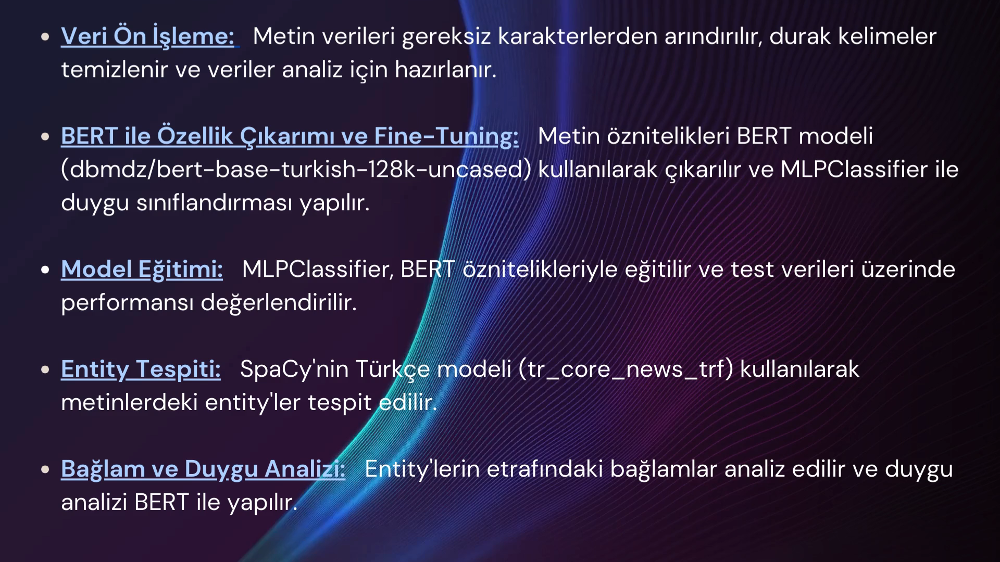 • Veri Ön İşleme: Metin verileri gereksiz karakterlerden arındırılır, durak kelimeler
temizlenir ve veriler analiz için hazırlanır.
• BERT ile Özellik Çıkarımı ve Fine-Tuning: Metin öznitelikleri BERT modeli
(dbmdz/bert-base-turkish-128k-uncased) kullanılarak çıkarılır ve MLPClassifier ile
duygu sınıflandırması yapılır.
• Model Eğitimi: MLPClassifier, BERT öznitelikleriyle eğitilir ve test verileri üzerinde
performansı değerlendirilir.
• Entity Tespiti: SpaCy'nin Türkçe modeli (tr_core_news_trf) kullanılarak
metinlerdeki entity'ler tespit edilir.
• Bağlam ve Duygu Analizi: Entity'lerin etrafındaki bağlamlar analiz edilir ve duygu
analizi BERT ile yapılır.